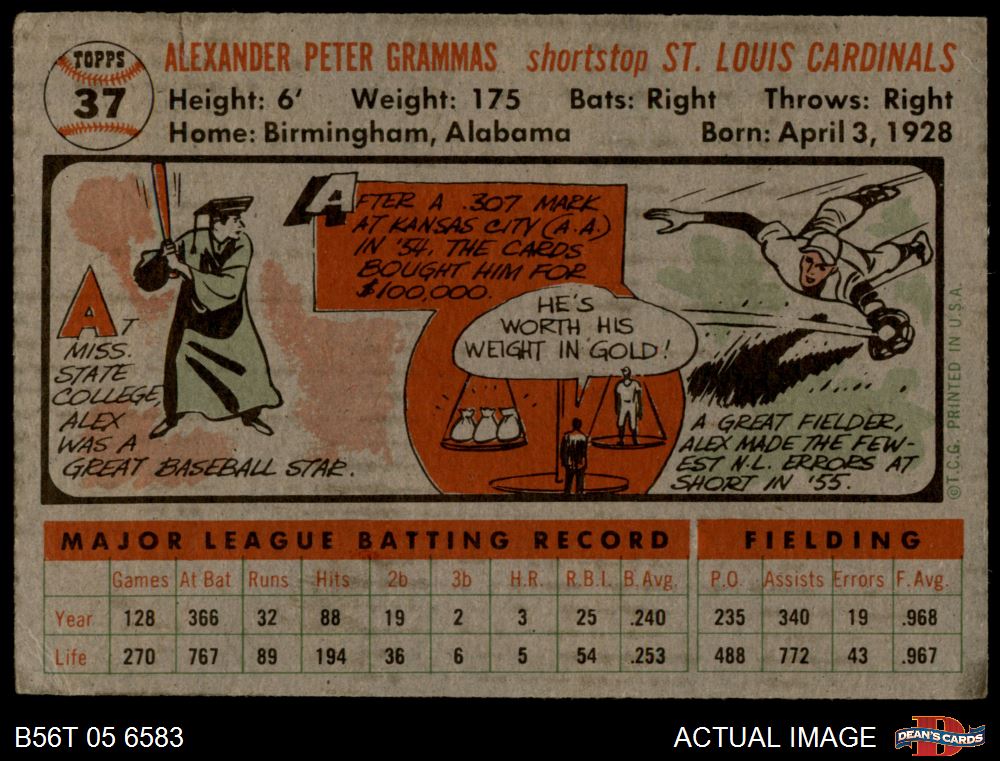 TOPPS
37
ALEXANDER PETER GRAMMAS shortstop ST. LOUIS CARDINALS
Height: 6' Weight: 175 Bats: Right Throws: Right
Home: Birmingham, Alabama Born: April 3, 1928
AT
MISS.
STATE
COLLEGE,
ALEX
WAS A
GREAT BASEBALL STAR.
AFTER A .307 MARK
AT KANSAS CITY (A.A.)
IN '54, THE CARDS
BOUGHT HIM FOR
$100,000.
HE'S
WORTH HIS
WEIGHT IN GOLD!
A GREAT FIELDER,
ALEX MADE THE FEW-
EST N.L. ERRORS AT
SHORT IN '55.
©T.C.G. PRINTED IN U.S.A.
MAJOR LEAGUE BATTING RECORD FIELDING
Games At Bat Runs Hits 2b 3b H.R. R.B.I. B.Avg. P.O. Assists Errors F.Avg.
Year 128 366 32 88 19 2 3 25 .240 235 340 19 .968
Life 270 767 89 194 36 6 5 54 .253 488 772 43 .967
B56T 05 6583
ACTUAL IMAGE
DEAN'S CARDS